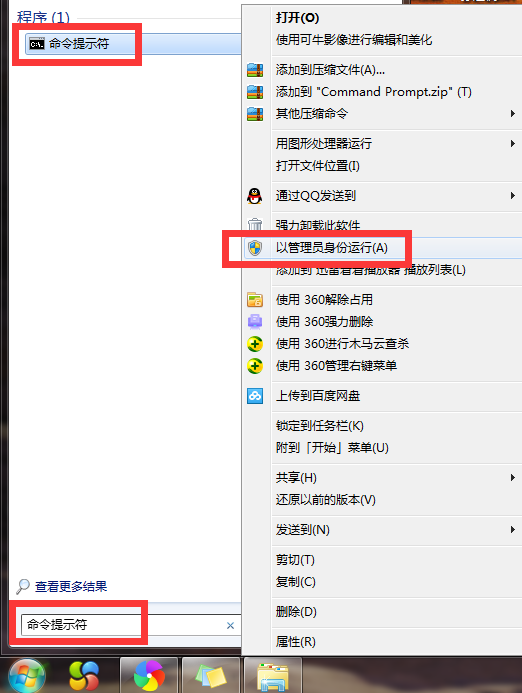 程序 (1)
命令提示符
查看更多结果
命令提示符
打开(O)
使用可牛影像进行编辑和美化
添加到压缩文件(A)...
添加到 "Command Prompt.zip" (T)
其他压缩命令
用图形处理器运行
打开文件位置(I)
通过QQ发送到
强力卸载此软件
以管理员身份运行(A)
添加到 迅雷看看播放器 播放列表(L)
使用 360解除占用
使用 360强力删除
使用 360进行木马云查杀
使用 360管理右键菜单
上传到百度网盘
锁定到任务栏(K)
附到「开始」菜单(U)
共享(H)
还原以前的版本(V)
发送到(N)
剪切(T)
复制(C)
删除(D)
属性(R)